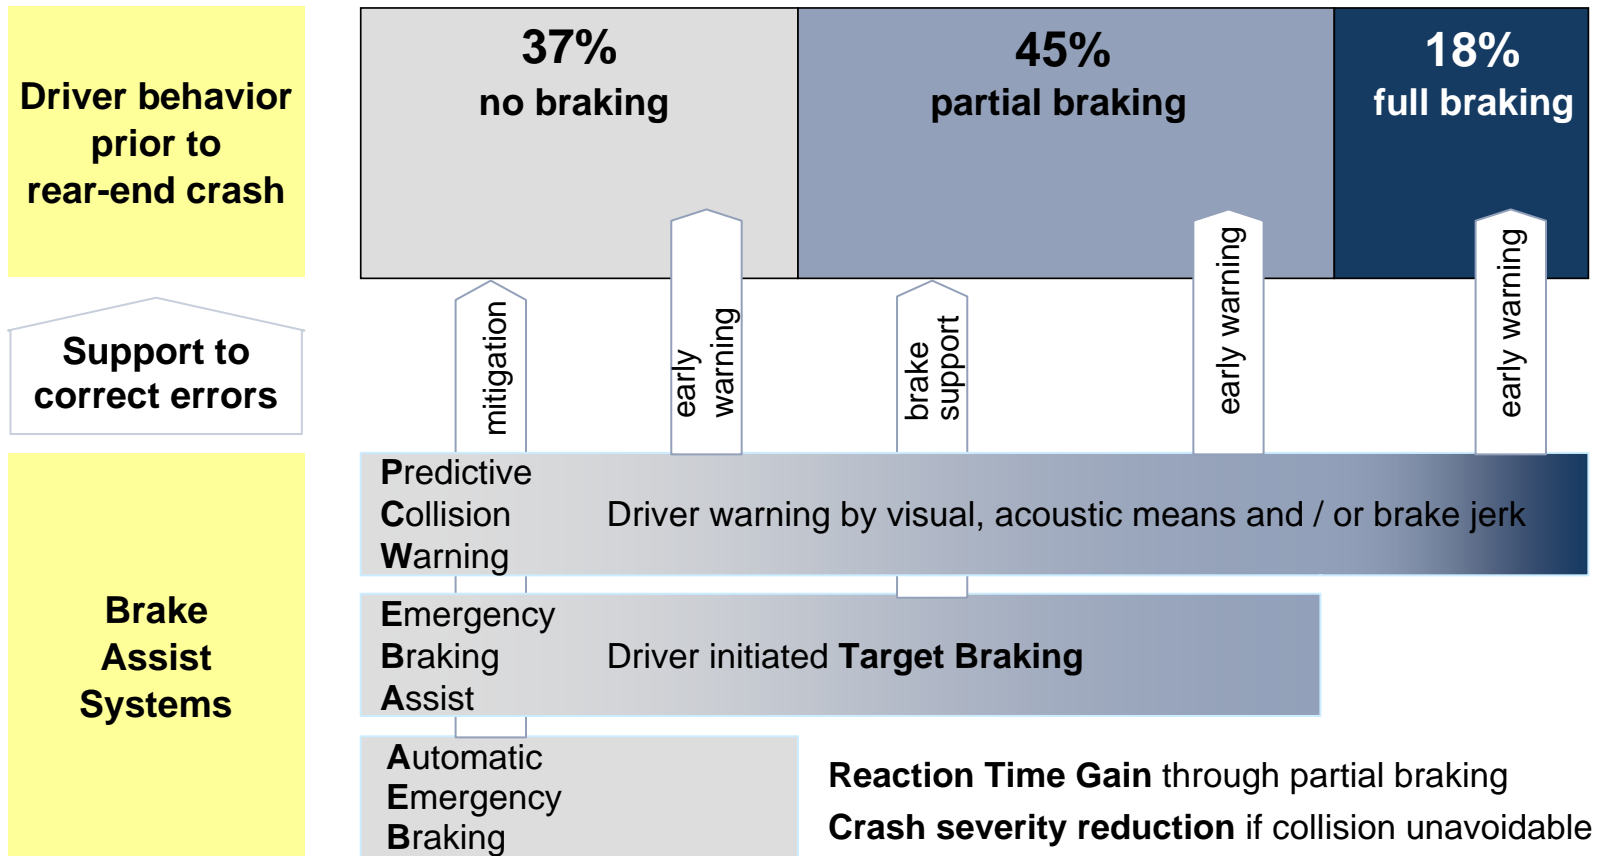 Driver behavior
prior to
rear-end crash
37%
no braking
45%
partial braking
18%
full braking
Support to
correct errors
mitigation
early
warning
brake
support
early warning
early warning
Brake
Assist
Systems
Predictive
Collision
Warning
Driver warning by visual, acoustic means and / or brake jerk
Emergency
Braking
Assist
Driver initiated Target Braking
Automatic
Emergency
Braking
Reaction Time Gain through partial braking
Crash severity reduction if collision unavoidable